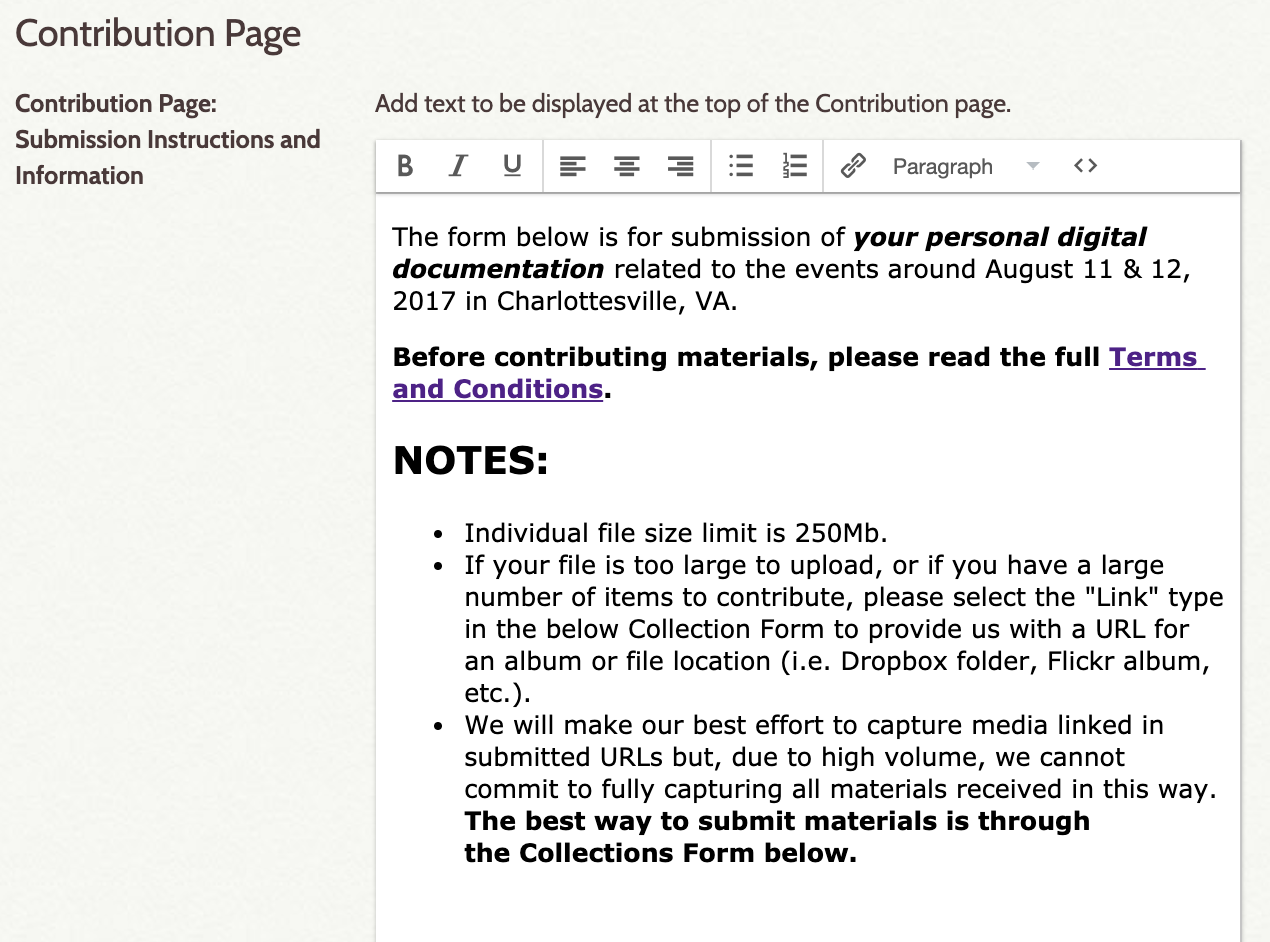 Contribution Page
Contribution Page:
Submission Instructions and
Information
Add text to be displayed at the top of the Contribution page.
B I U Paragraph <>
The form below is for submission of your personal digital
documentation related to the events around August 11 & 12,
2017 in Charlottesville, VA.
Before contributing materials, please read the full Terms
and Conditions.
NOTES:
• Individual file size limit is 250Mb.
• If your file is too large to upload, or if you have a large
number of items to contribute, please select the "Link" type
in the below Collection Form to provide us with a URL for
an album or file location (i.e. Dropbox folder, Flickr album,
etc.).
• We will make our best effort to capture media linked in
submitted URLs but, due to high volume, we cannot
commit to fully capturing all materials received in this way.
The best way to submit materials is through
the Collections Form below.